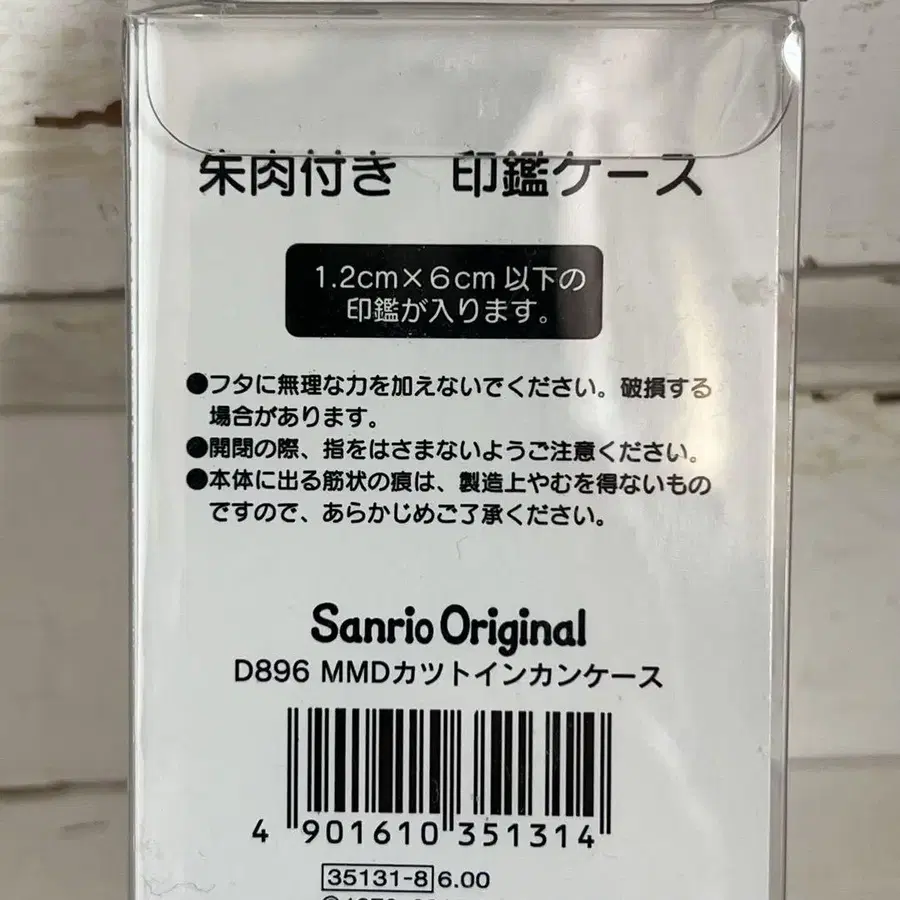 朱肉付き　印鑑ケース
1.2cm×6cm 以下の
印鑑が入ります。
●フタに無理な力を加えないでください。破損する
場合があります。
●開閉の際、指をはさまないようご注意ください。
●本体に出る筋状の痕は、製造上やむを得ないもの
ですので、あらかじめご了承ください。
Sanrio Original
D896 MMDカツトインカンケース
4 901610 351314
35131-8 6.00